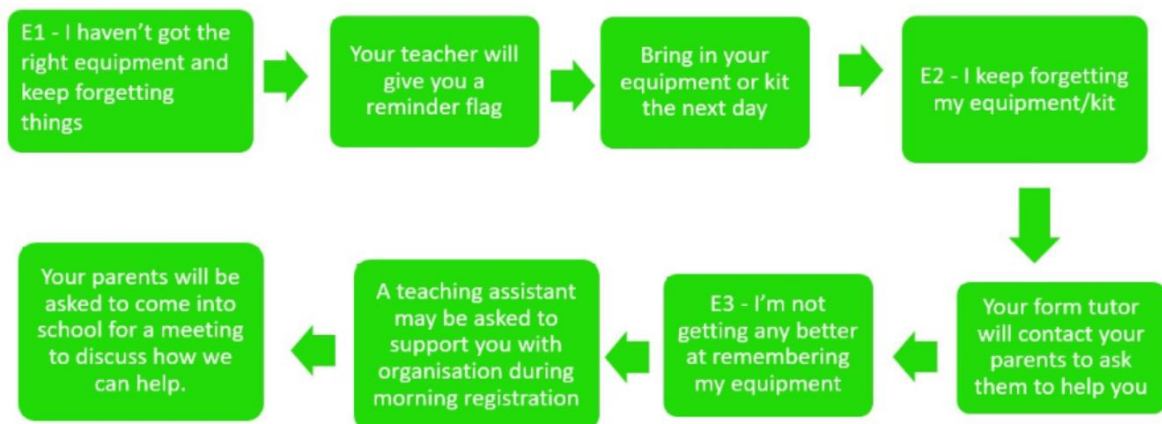 E1 - I haven't got the
right equipment and
keep forgetting
things
Your teacher will
give you a
reminder flag
Bring in your
equipment or kit
the next day
E2 - I keep forgetting
my equipment/kit
Your form tutor
will contact your
parents to ask
them to help you
E3 - I'm not
getting any better
at remembering
my equipment
A teaching assistant
may be asked to
support you with
organisation during
morning registration
Your parents will be
asked to come into
school for a meeting
to discuss how we
can help.